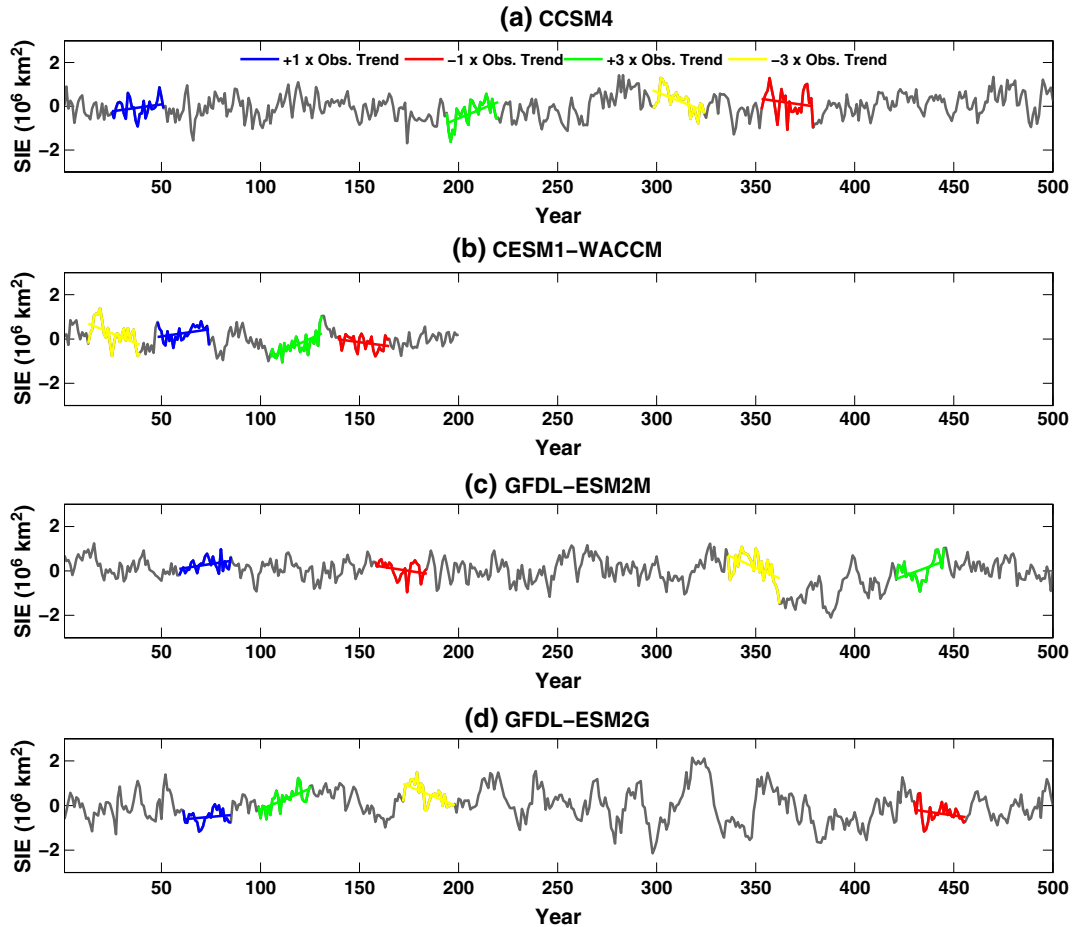 (a) CCSM4
+1 x Obs. Trend −1 x Obs. Trend +3 x Obs. Trend −3 x Obs. Trend
SIE (10⁶ km²)
2
0
−2
50 100 150 200 250 300 350 400 450 500
Year
(b) CESM1−WACCM
SIE (10⁶ km²)
2
0
−2
50 100 150 200 250 300 350 400 450 500
Year
(c) GFDL−ESM2M
SIE (10⁶ km²)
2
0
−2
50 100 150 200 250 300 350 400 450 500
Year
(d) GFDL−ESM2G
SIE (10⁶ km²)
2
0
−2
50 100 150 200 250 300 350 400 450 500
Year